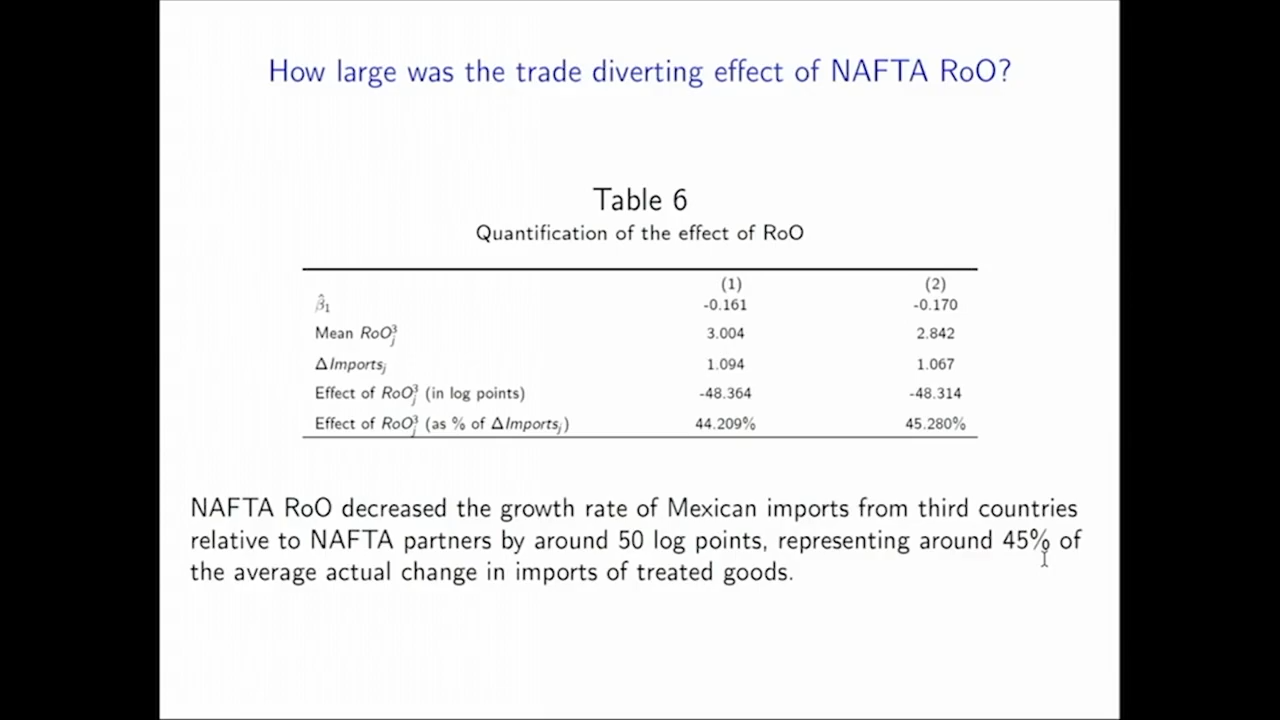 How large was the trade diverting effect of NAFTA RoO?
Table 6
Quantification of the effect of RoO
(1) (2)
β̂₁ -0.161 -0.170
Mean RoO³ⱼ 3.004 2.842
ΔImportsⱼ 1.094 1.067
Effect of RoO³ⱼ (in log points) -48.364 -48.314
Effect of RoO³ⱼ (as % of ΔImportsⱼ) 44.209% 45.280%
NAFTA RoO decreased the growth rate of Mexican imports from third countries
relative to NAFTA partners by around 50 log points, representing around 45% of
the average actual change in imports of treated goods.